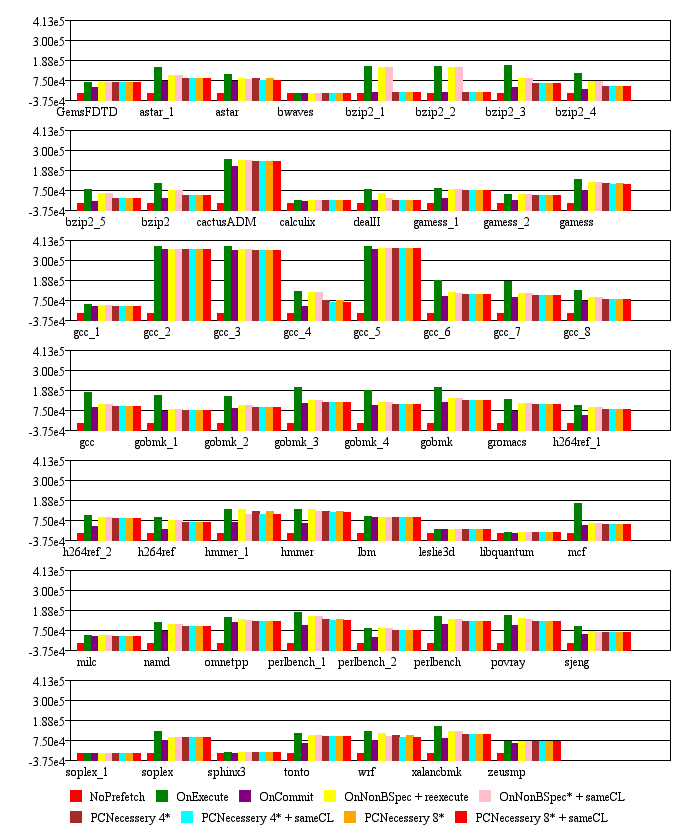 4.13e5
3.00e5
1.88e5
7.50e4
-3.75e4
GemsFDTD astar_1 astar bwaves bzip2_1 bzip2_2 bzip2_3 bzip2_4
4.13e5
3.00e5
1.88e5
7.50e4
-3.75e4
bzip2_5 bzip2 cactusADM calculix dealII gamess_1 gamess_2 gamess
4.13e5
3.00e5
1.88e5
7.50e4
-3.75e4
gcc_1 gcc_2 gcc_3 gcc_4 gcc_5 gcc_6 gcc_7 gcc_8
4.13e5
3.00e5
1.88e5
7.50e4
-3.75e4
gcc gobmk_1 gobmk_2 gobmk_3 gobmk_4 gobmk gromacs h264ref_1
4.13e5
3.00e5
1.88e5
7.50e4
-3.75e4
h264ref_2 h264ref hmmer_1 hmmer lbm leslie3d libquantum mcf
4.13e5
3.00e5
1.88e5
7.50e4
-3.75e4
milc namd omnetpp perlbench_1 perlbench_2 perlbench povray sjeng
4.13e5
3.00e5
1.88e5
7.50e4
-3.75e4
soplex_1 soplex sphinx3 tonto wrf xalancbmk zeusmp
NoPrefetch OnExecute OnCommit OnNonBSpec + reexecute OnNonBSpec* + sameCL
PCNecessery 4* PCNecessery 4* + sameCL PCNecessery 8* PCNecessery 8* + sameCL